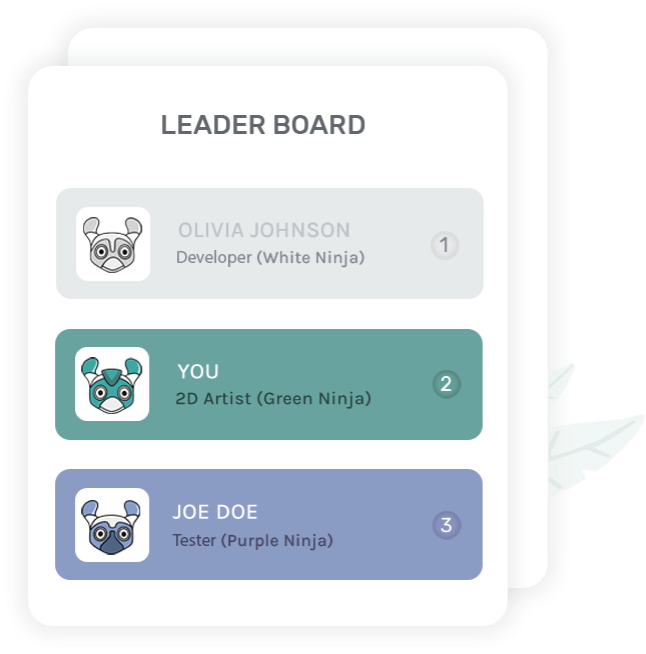 LEADER BOARD
OLIVIA JOHNSON
Developer (White Ninja)
1
YOU
2D Artist (Green Ninja)
2
JOE DOE
Tester (Purple Ninja)
3